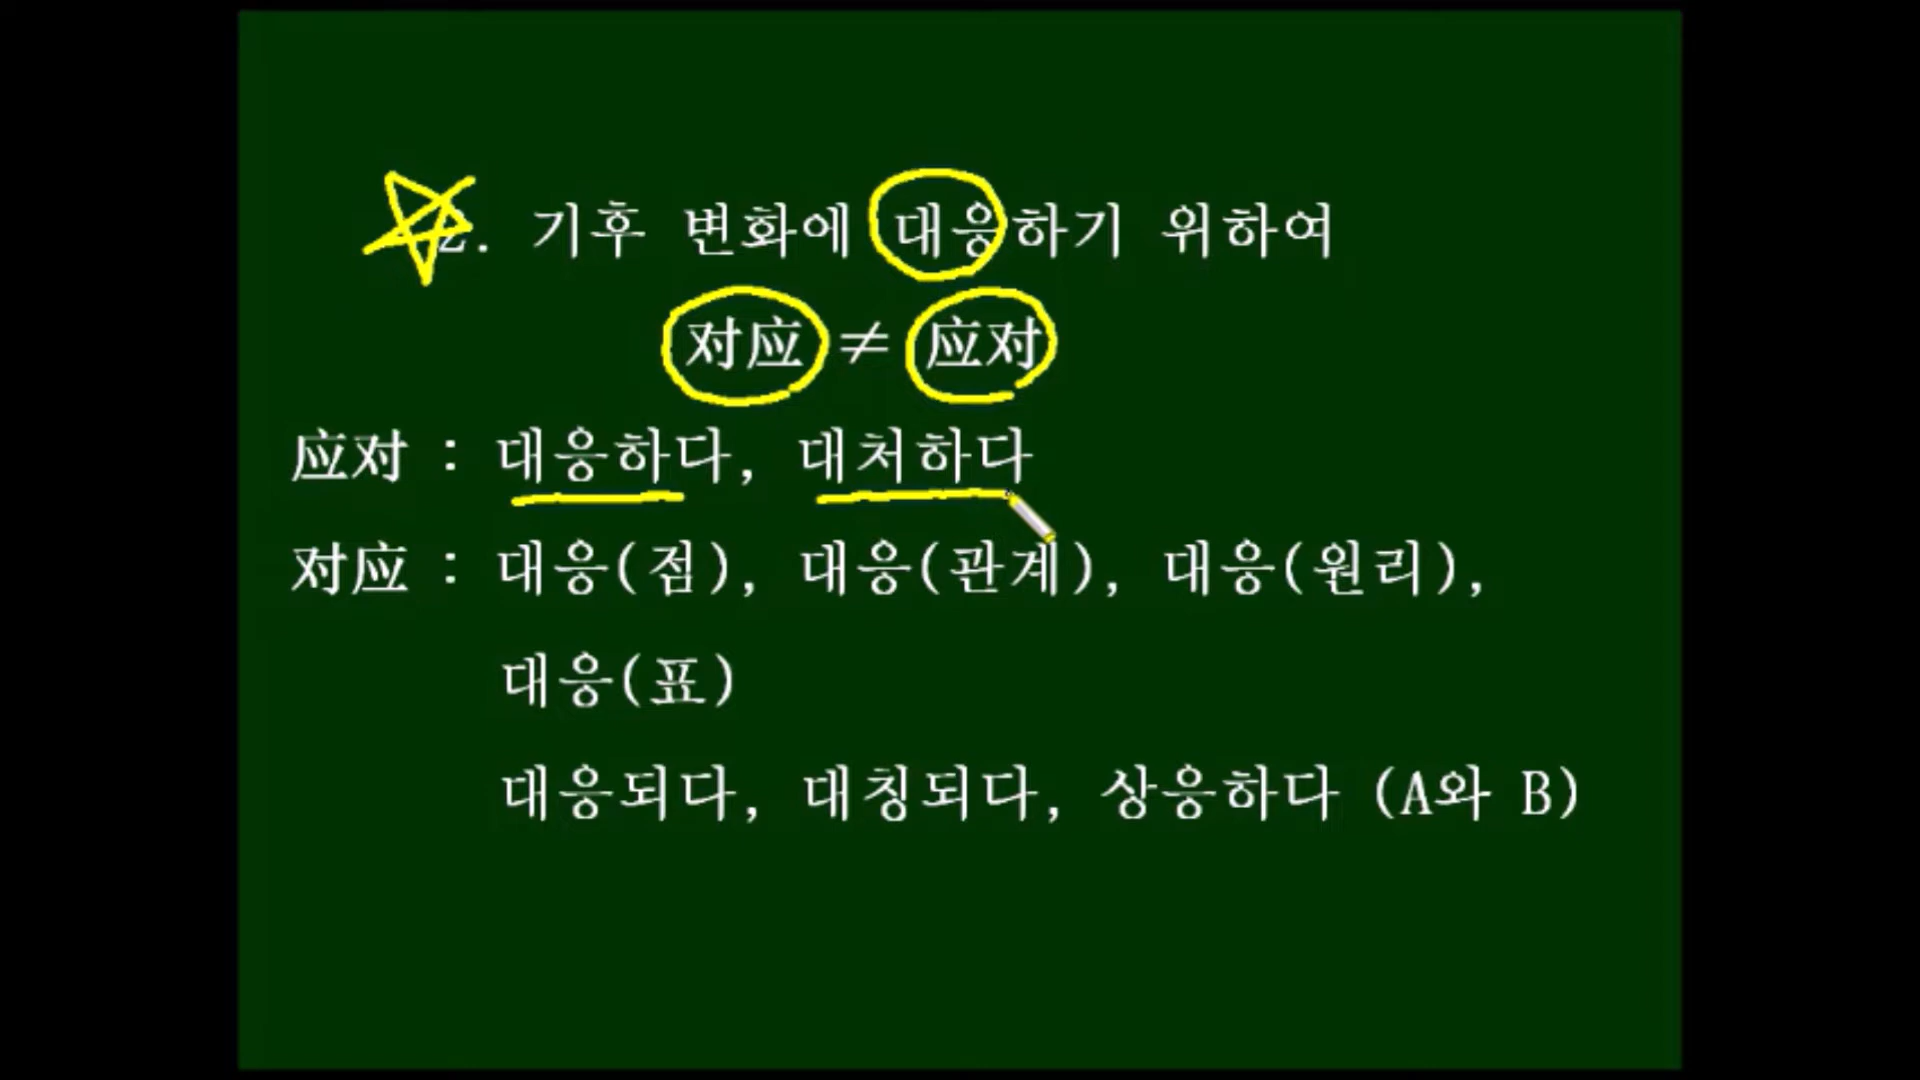 2. 기후 변화에 대응하기 위하여
对应 ≠ 应对
应对 : 대응하다, 대처하다
对应 : 대응(점), 대응(관계), 대응(원리),
대응(표)
대응되다, 대칭되다, 상응하다 (A와 B)